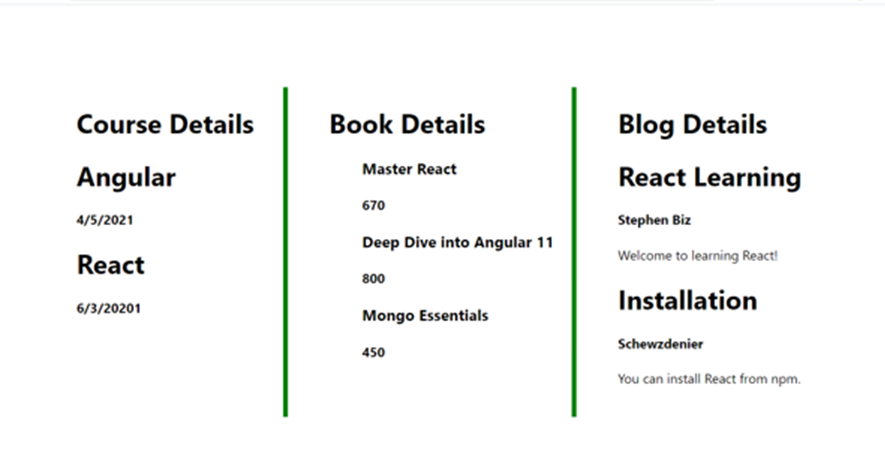 Course Details
Angular
4/5/2021
React
6/3/20201
Book Details
Master React
670
Deep Dive into Angular 11
800
Mongo Essentials
450
Blog Details
React Learning
Stephen Biz
Welcome to learning React!
Installation
Schewzdenier
You can install React from npm.